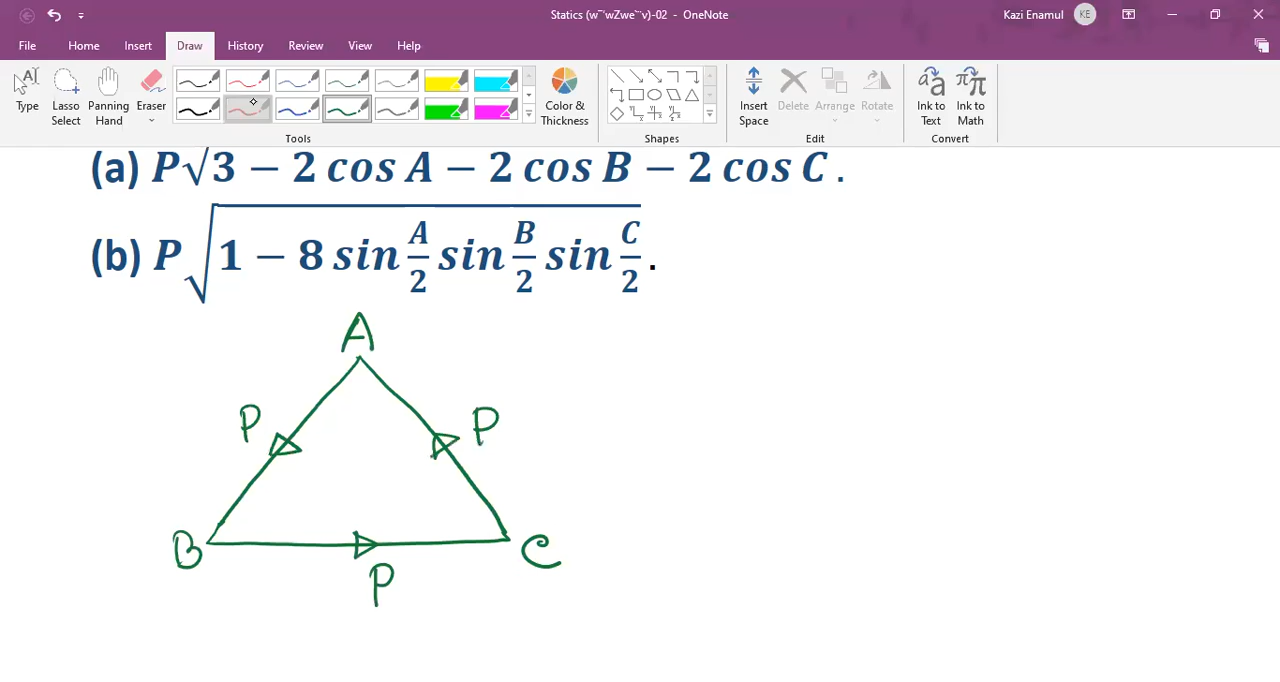 Statics (w¯’wZwe`¨v)-02 - OneNote
Kazi Enamul
KE
File Home Insert Draw History Review View Help
Type
Lasso Select
Panning Hand
Eraser
Color & Thickness
Insert Space
Delete
Arrange
Rotate
Ink to Text
Ink to Math
Tools
Shapes
Edit
Convert
(a) P√3 − 2 cos A − 2 cos B − 2 cos C .
(b) P √(1 − 8 sin A/2 sin B/2 sin C/2) .
A
P P
B C
P